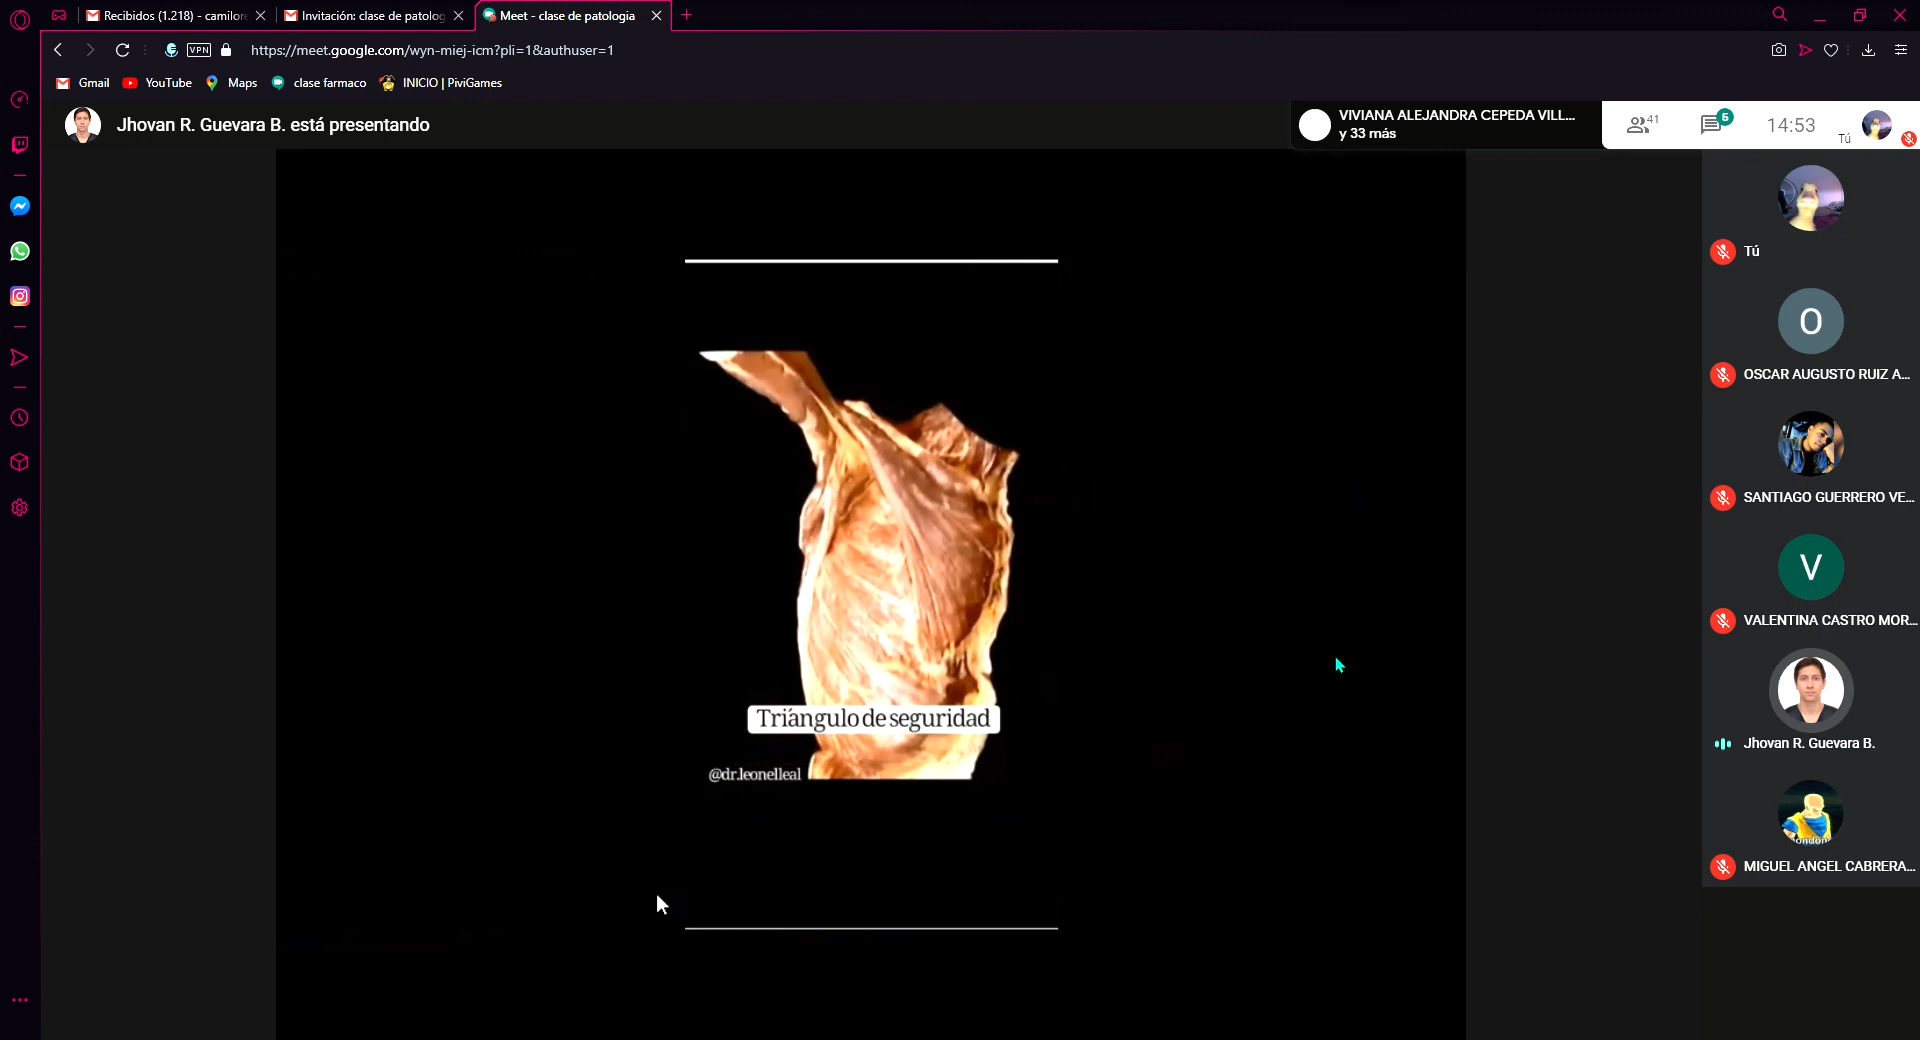 Recibidos (1.218) - camilore
Invitación: clase de patolog
Meet - clase de patologia
VPN
https://meet.google.com/wyn-miej-icm?pli=1&authuser=1
Gmail
YouTube
Maps
clase farmaco
INICIO | PiviGames
Jhovan R. Guevara B. está presentando
VIVIANA ALEJANDRA CEPEDA VILL...
y 33 más
41
5
14:53
Tú
Tú
O
OSCAR AUGUSTO RUIZ A...
SANTIAGO GUERRERO VE...
V
VALENTINA CASTRO MOR...
Jhovan R. Guevara B.
MIGUEL ANGEL CABRERA...
Triángulo de seguridad
@dr.leonelleal